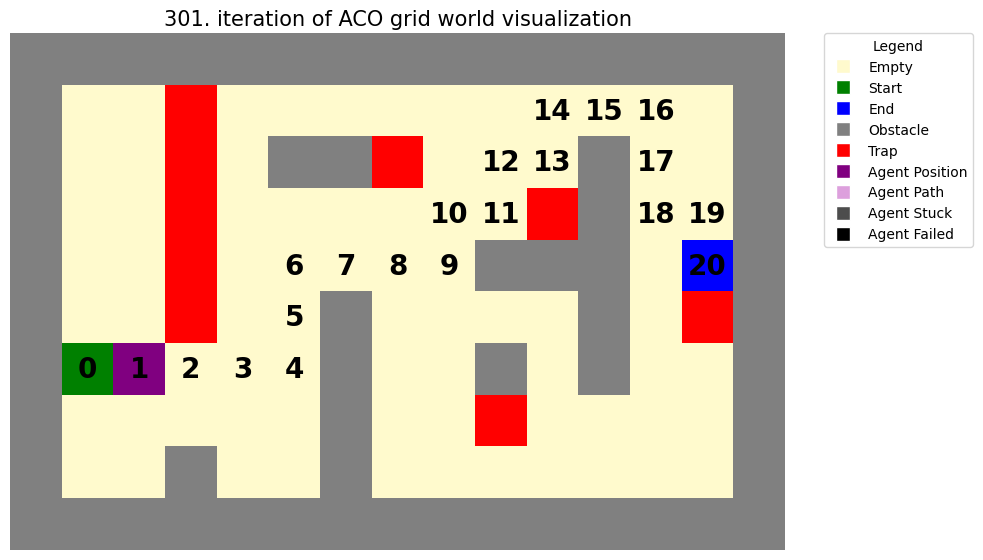 301. iteration of ACO grid world visualization
Legend
Empty
Start
End
Obstacle
Trap
Agent Position
Agent Path
Agent Stuck
Agent Failed
14 15 16
12 13 17
10 11 18 19
6 7 8 9 20
5
0 1 2 3 4